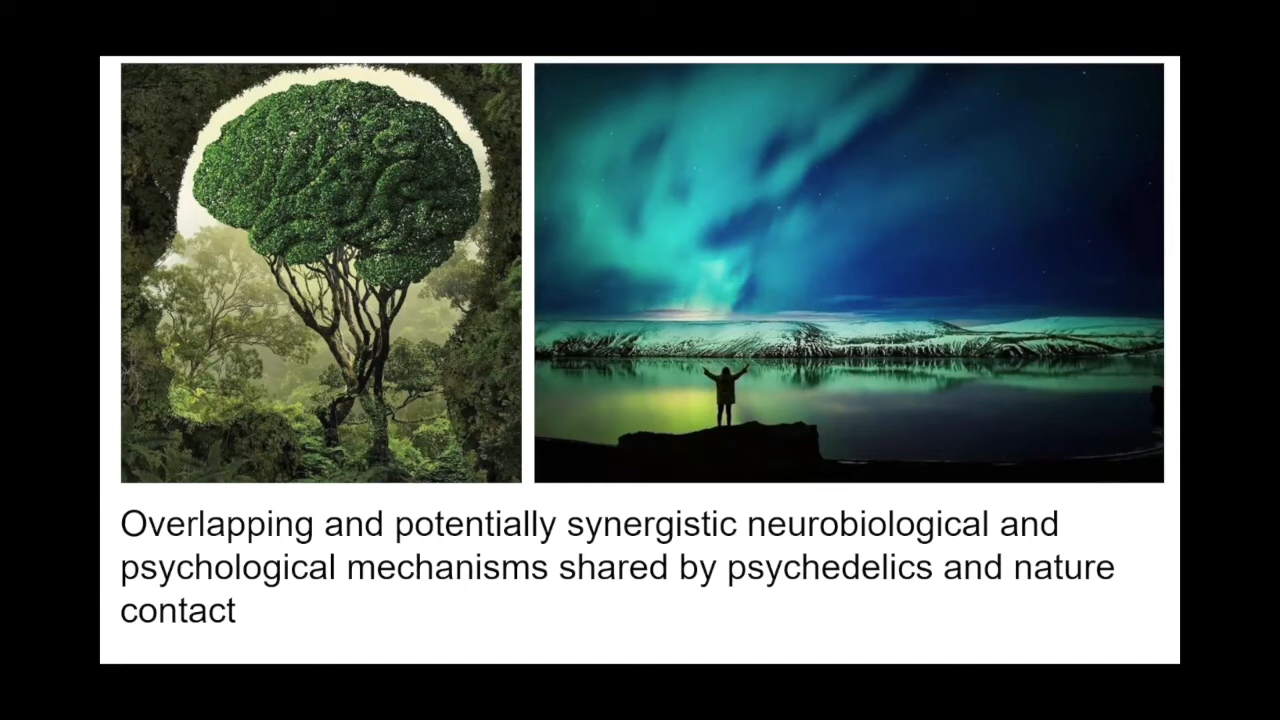 Overlapping and potentially synergistic neurobiological and
psychological mechanisms shared by psychedelics and nature
contact